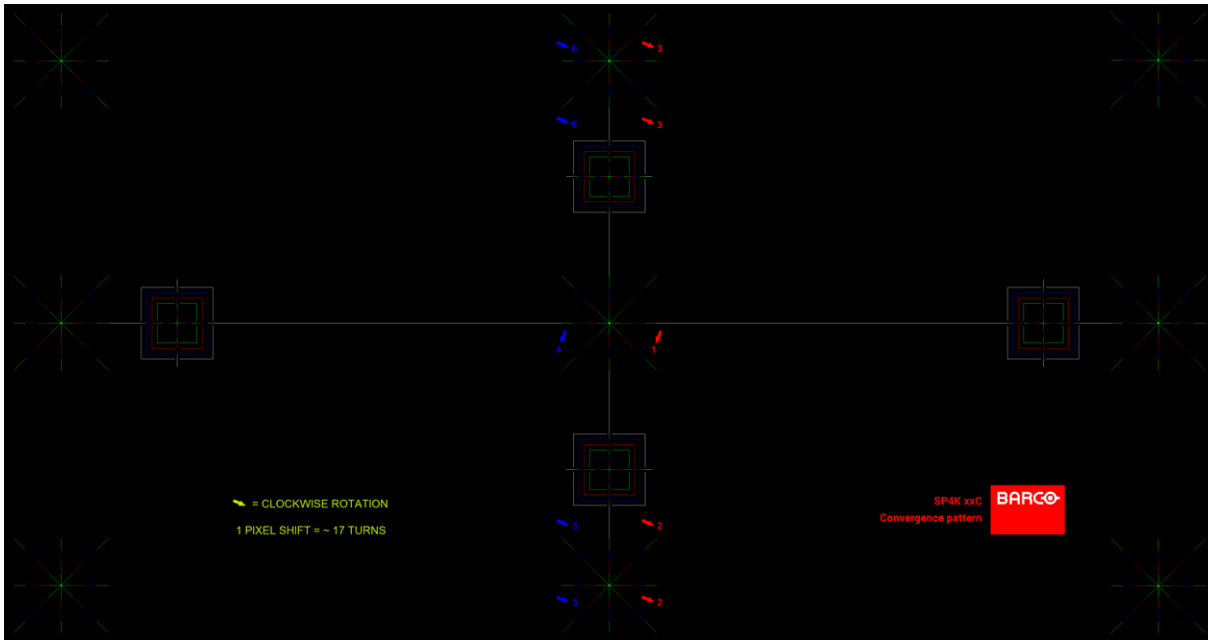 6 3
6 3
4 1
= CLOCKWISE ROTATION
1 PIXEL SHIFT = ~ 17 TURNS
SP4K xxC
Convergence pattern
BARCO
5 2
5 2